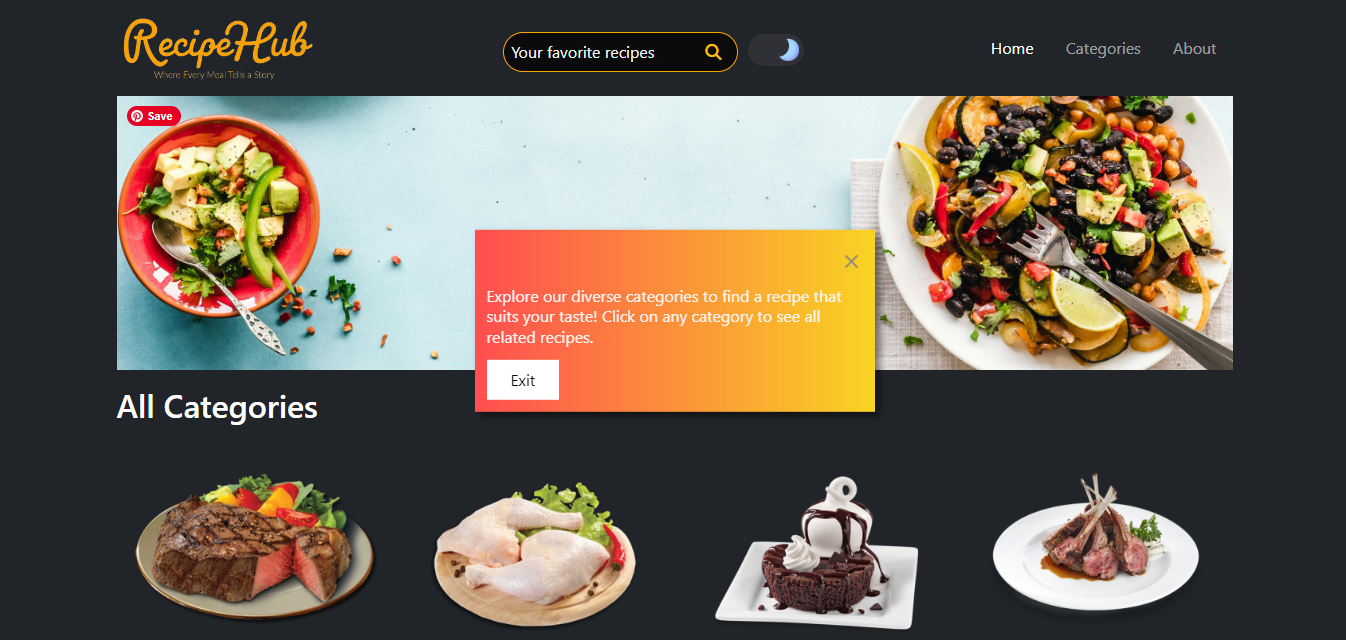 RecipeHub
Where Every Meal Tells a Story
Your favorite recipes
Home
Categories
About
Save
Explore our diverse categories to find a recipe that
suits your taste! Click on any category to see all
related recipes.
Exit
All Categories